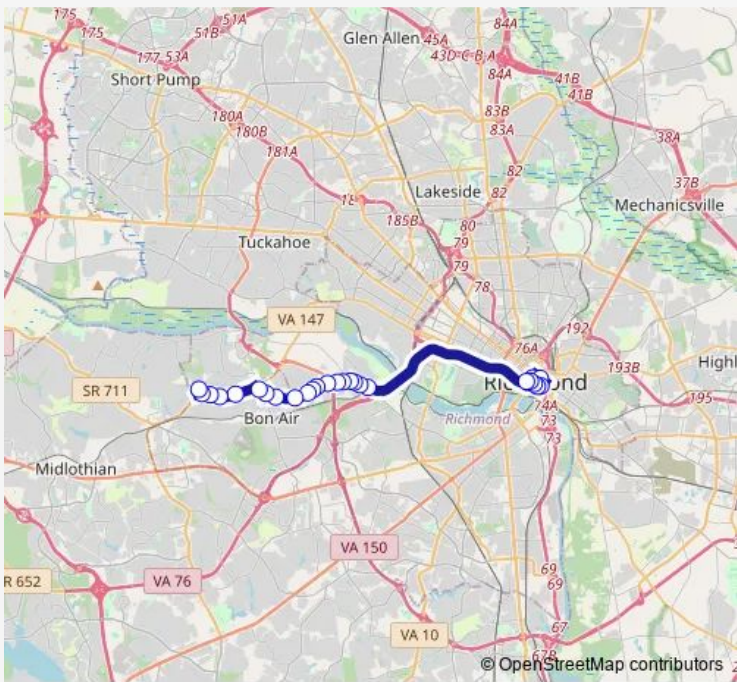 175
175
177-53A
51A
51B
Glen Allen
45A
43D-C-B-A
84A
84A
41B
41B
Short Pump
180A
180B
83B
83A
38A
181A
82
37B
18
Lakeside
82
Mechanicsville
185B
80
Tuckahoe
79
79
78
VA 147
192
76A
193B
Highl
SR 711
Richmond
195
Bon Air
Richmond
74A
73
73
Midlothian
VA 150
R 652
VA 76
69
69
VA 10
67
67B
© OpenStreetMap contributors